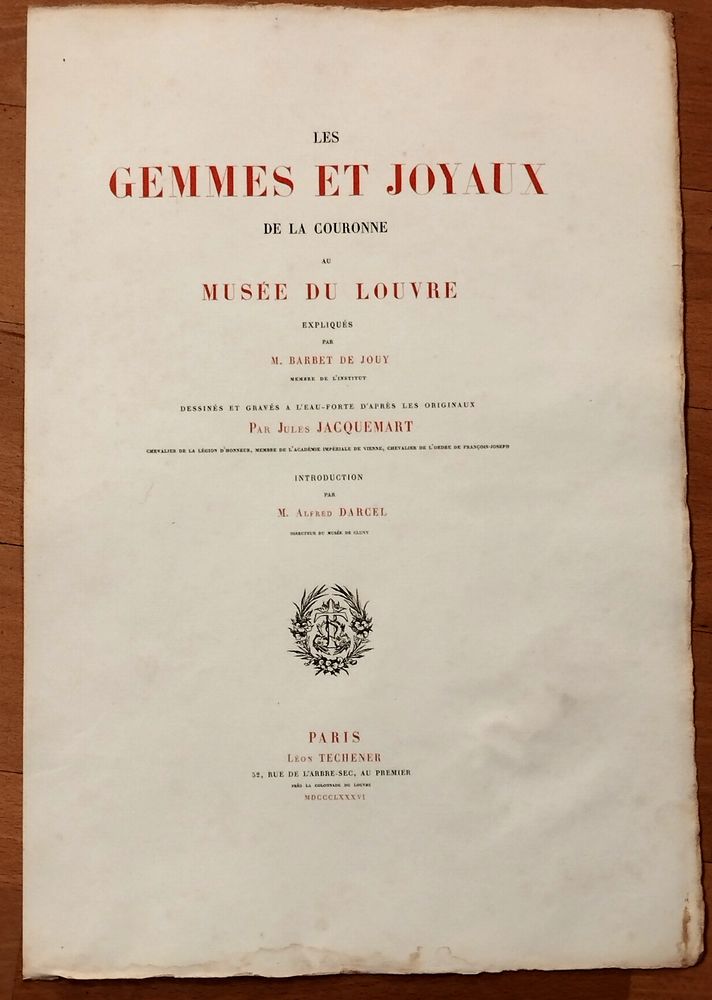 LES
GEMMES ET JOYAUX
DE LA COURONNE
AU
MUSÉE DU LOUVRE
EXPLIQUÉS
PAR
M. BARBET DE JOUY
MEMBRE DE L'INSTITUT
DESSINÉS ET GRAVÉS A L'EAU-FORTE D'APRÈS LES ORIGINAUX
PAR JULES JACQUEMART
CHEVALIER DE LA LÉGION D'HONNEUR, MEMBRE DE L'ACADÉMIE IMPÉRIALE DE VIENNE, CHEVALIER DE L'ORDRE DE FRANÇOIS-JOSEPH
INTRODUCTION
PAR
M. ALFRED DARCEL
DIRECTEUR DU MUSÉE DE CLUNY
PARIS
LÉON TECHENER
52, RUE DE L'ARBRE-SEC, AU PREMIER
PRÈS LA COLONNADE DU LOUVRE
MDCCCLXXXVI